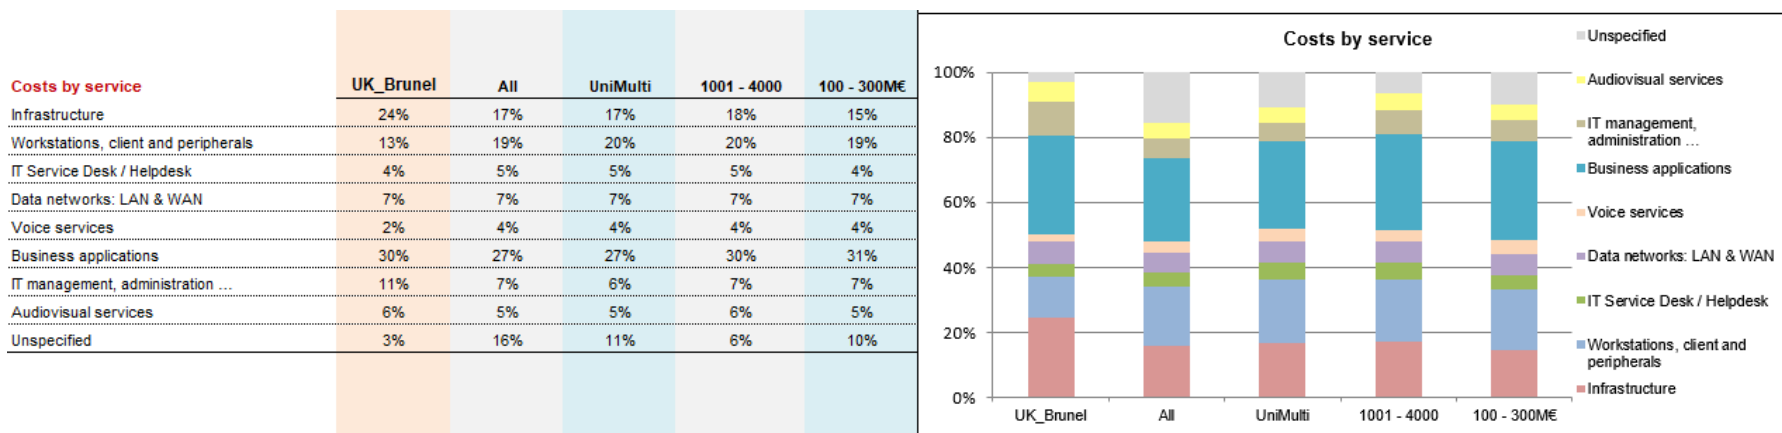 Costs by service UK_Brunel All UniMulti 1001 - 4000 100 - 300M€
Infrastructure 24% 17% 17% 18% 15%
Workstations, client and peripherals 13% 19% 20% 20% 19%
IT Service Desk / Helpdesk 4% 5% 5% 5% 4%
Data networks: LAN & WAN 7% 7% 7% 7% 7%
Voice services 2% 4% 4% 4% 4%
Business applications 30% 27% 27% 30% 31%
IT management, administration ... 11% 7% 6% 7% 7%
Audiovisual services 6% 5% 5% 6% 5%
Unspecified 3% 16% 11% 6% 10%
Costs by service
100%
80%
60%
40%
20%
0%
UK_Brunel All UniMulti 1001 - 4000 100 - 300M€
Unspecified
Audiovisual services
IT management,
administration ...
Business applications
Voice services
Data networks: LAN & WAN
IT Service Desk / Helpdesk
Workstations, client and
peripherals
Infrastructure